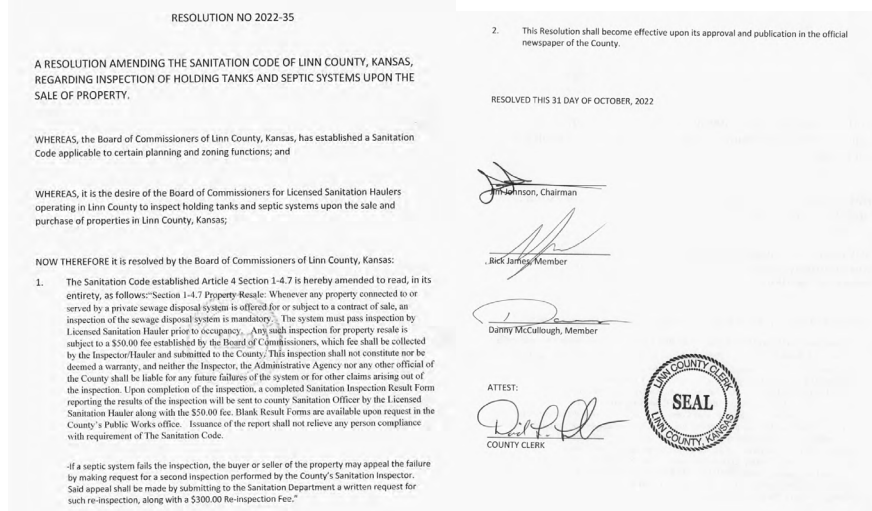 RESOLUTION NO 2022-35
A RESOLUTION AMENDING THE SANITATION CODE OF LINN COUNTY, KANSAS,
REGARDING INSPECTION OF HOLDING TANKS AND SEPTIC SYSTEMS UPON THE
SALE OF PROPERTY.
WHEREAS, the Board of Commissioners of Linn County, Kansas, has established a Sanitation
Code applicable to certain planning and zoning functions; and
WHEREAS, it is the desire of the Board of Commissioners for Licensed Sanitation Haulers
operating in Linn County to inspect holding tanks and septic systems upon the sale and
purchase of properties in Linn County, Kansas;
NOW THEREFORE it is resolved by the Board of Commissioners of Linn County, Kansas:
1. The Sanitation Code established Article 4 Section 1-4.7 is hereby amended to read, in its
entirety, as follows:"Section 1-4.7 Property Resale: Whenever any property connected to or
served by a private sewage disposal system is offered for or subject to a contract of sale, an
inspection of the sewage disposal system is mandatory. The system must pass inspection by
Licensed Sanitation Hauler prior to occupancy. Any such inspection for property resale is
subject to a $50.00 fee established by the Board of Commissioners, which fee shall be collected
by the Inspector/Hauler and submitted to the County. This inspection shall not constitute nor be
deemed a warranty, and neither the Inspector, the Administrative Agency nor any other official of
the County shall be liable for any future failures of the system or for other claims arising out of
the inspection. Upon completion of the inspection, a completed Sanitation Inspection Result Form
reporting the results of the inspection will be sent to county Sanitation Officer by the Licensed
Sanitation Hauler along with the $50.00 fee. Blank Result Forms are available upon request in the
County's Public Works office. Issuance of the report shall not relieve any person compliance
with requirement of The Sanitation Code.
-If a septic system fails the inspection, the buyer or seller of the property may appeal the failure
by making request for a second inspection performed by the County's Sanitation Inspector.
Said appeal shall be made by submitting to the Sanitation Department a written request for
such re-inspection, along with a $300.00 Re-inspection Fee."
2. This Resolution shall become effective upon its approval and publication in the official
newspaper of the County.
RESOLVED THIS 31 DAY OF OCTOBER, 2022
Jim Johnson, Chairman
Rick James, Member
Danny McCullough, Member
ATTEST:
COUNTY CLERK
LINN COUNTY CLERK
SEAL
LINN COUNTY, KANSAS